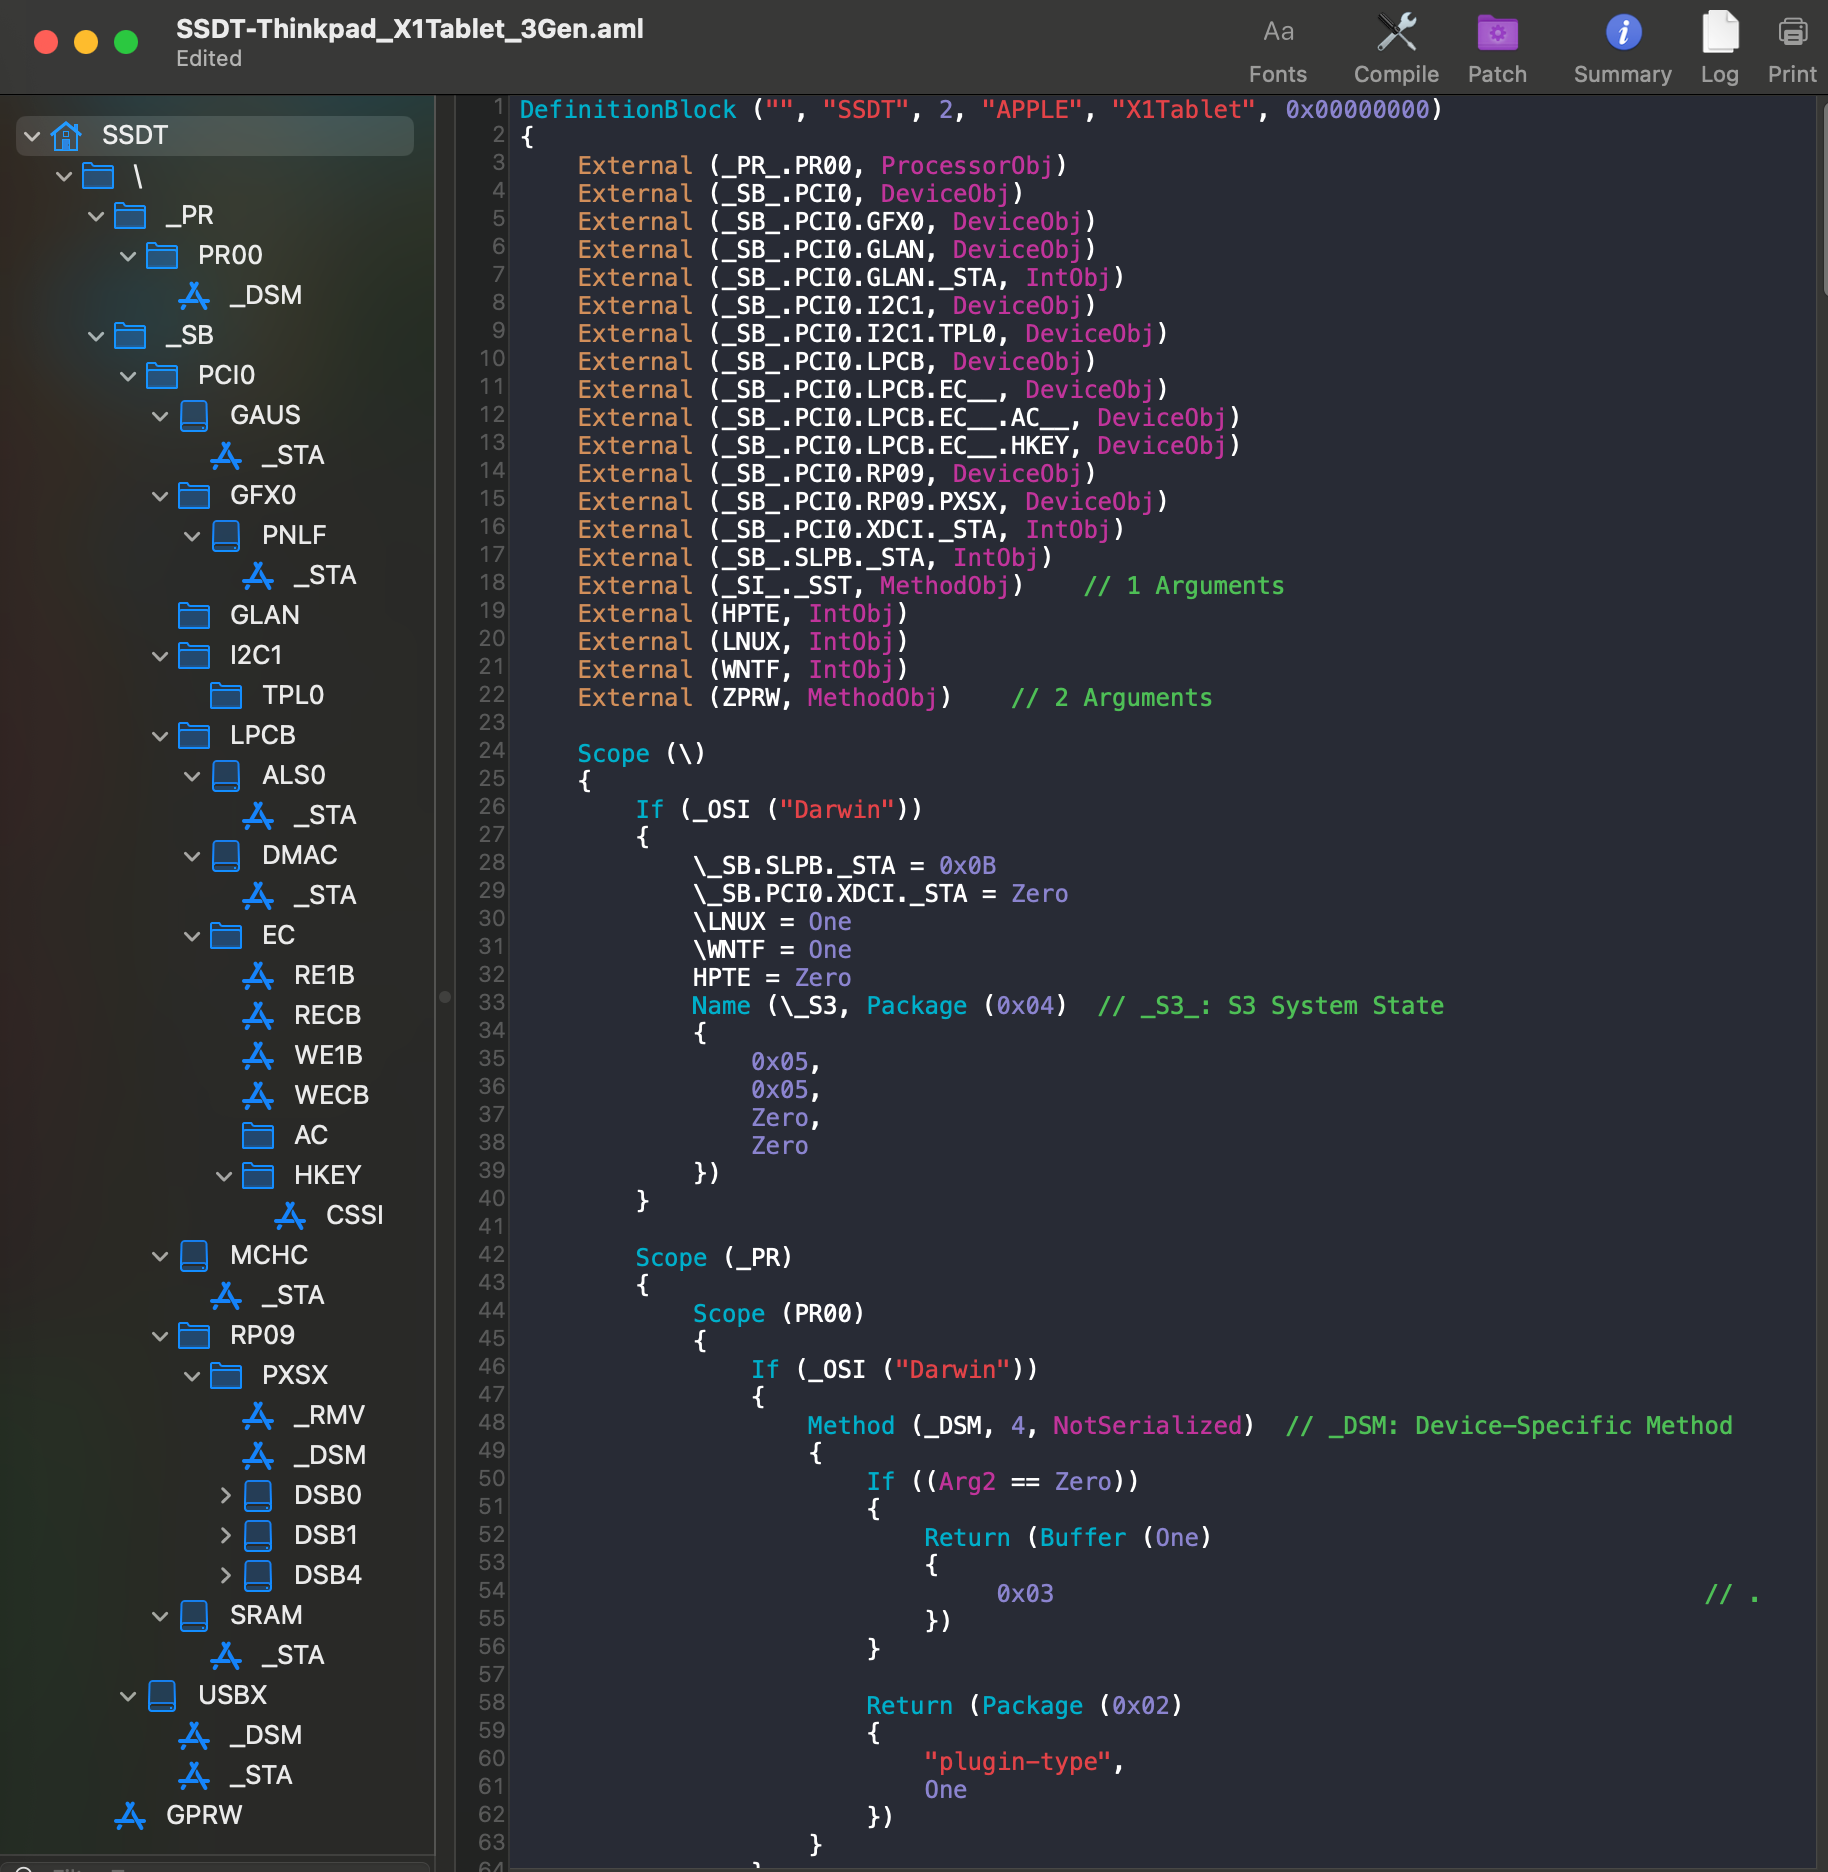 SSDT-Thinkpad_X1Tablet_3Gen.aml
Edited
Aa
Fonts
Compile
Patch
Summary
Log
Print
SSDT
\
_PR
PR00
_DSM
_SB
PCI0
GAUS
_STA
GFX0
PNLF
_STA
GLAN
I2C1
TPL0
LPCB
ALS0
_STA
DMAC
_STA
EC
RE1B
RECB
WE1B
WECB
AC
HKEY
CSSI
MCHC
_STA
RP09
PXSX
_RMV
_DSM
DSB0
DSB1
DSB4
SRAM
_STA
USBX
_DSM
_STA
GPRW
1 DefinitionBlock ("", "SSDT", 2, "APPLE", "X1Tablet", 0x00000000)
2 {
3 External (_PR_.PR00, ProcessorObj)
4 External (_SB_.PCI0, DeviceObj)
5 External (_SB_.PCI0.GFX0, DeviceObj)
6 External (_SB_.PCI0.GLAN, DeviceObj)
7 External (_SB_.PCI0.GLAN._STA, IntObj)
8 External (_SB_.PCI0.I2C1, DeviceObj)
9 External (_SB_.PCI0.I2C1.TPL0, DeviceObj)
10 External (_SB_.PCI0.LPCB, DeviceObj)
11 External (_SB_.PCI0.LPCB.EC__, DeviceObj)
12 External (_SB_.PCI0.LPCB.EC__.AC__, DeviceObj)
13 External (_SB_.PCI0.LPCB.EC__.HKEY, DeviceObj)
14 External (_SB_.PCI0.RP09, DeviceObj)
15 External (_SB_.PCI0.RP09.PXSX, DeviceObj)
16 External (_SB_.PCI0.XDCI._STA, IntObj)
17 External (_SB_.SLPB._STA, IntObj)
18 External (_SI_._SST, MethodObj)    // 1 Arguments
19 External (HPTE, IntObj)
20 External (LNUX, IntObj)
21 External (WNTF, IntObj)
22 External (ZPRW, MethodObj)    // 2 Arguments
23
24 Scope (\)
25 {
26 If (_OSI ("Darwin"))
27 {
28 \_SB.SLPB._STA = 0x0B
29 \_SB.PCI0.XDCI._STA = Zero
30 \LNUX = One
31 \WNTF = One
32 HPTE = Zero
33 Name (\_S3, Package (0x04)  // _S3_: S3 System State
34 {
35 0x05,
36 0x05,
37 Zero,
38 Zero
39 })
40 }
41
42 Scope (_PR)
43 {
44 Scope (PR00)
45 {
46 If (_OSI ("Darwin"))
47 {
48 Method (_DSM, 4, NotSerialized)  // _DSM: Device-Specific Method
49 {
50 If ((Arg2 == Zero))
51 {
52 Return (Buffer (One)
53 {
54 0x03 // .
55 })
56 }
57
58 Return (Package (0x02)
59 {
60 "plugin-type",
61 One
62 })
63 }